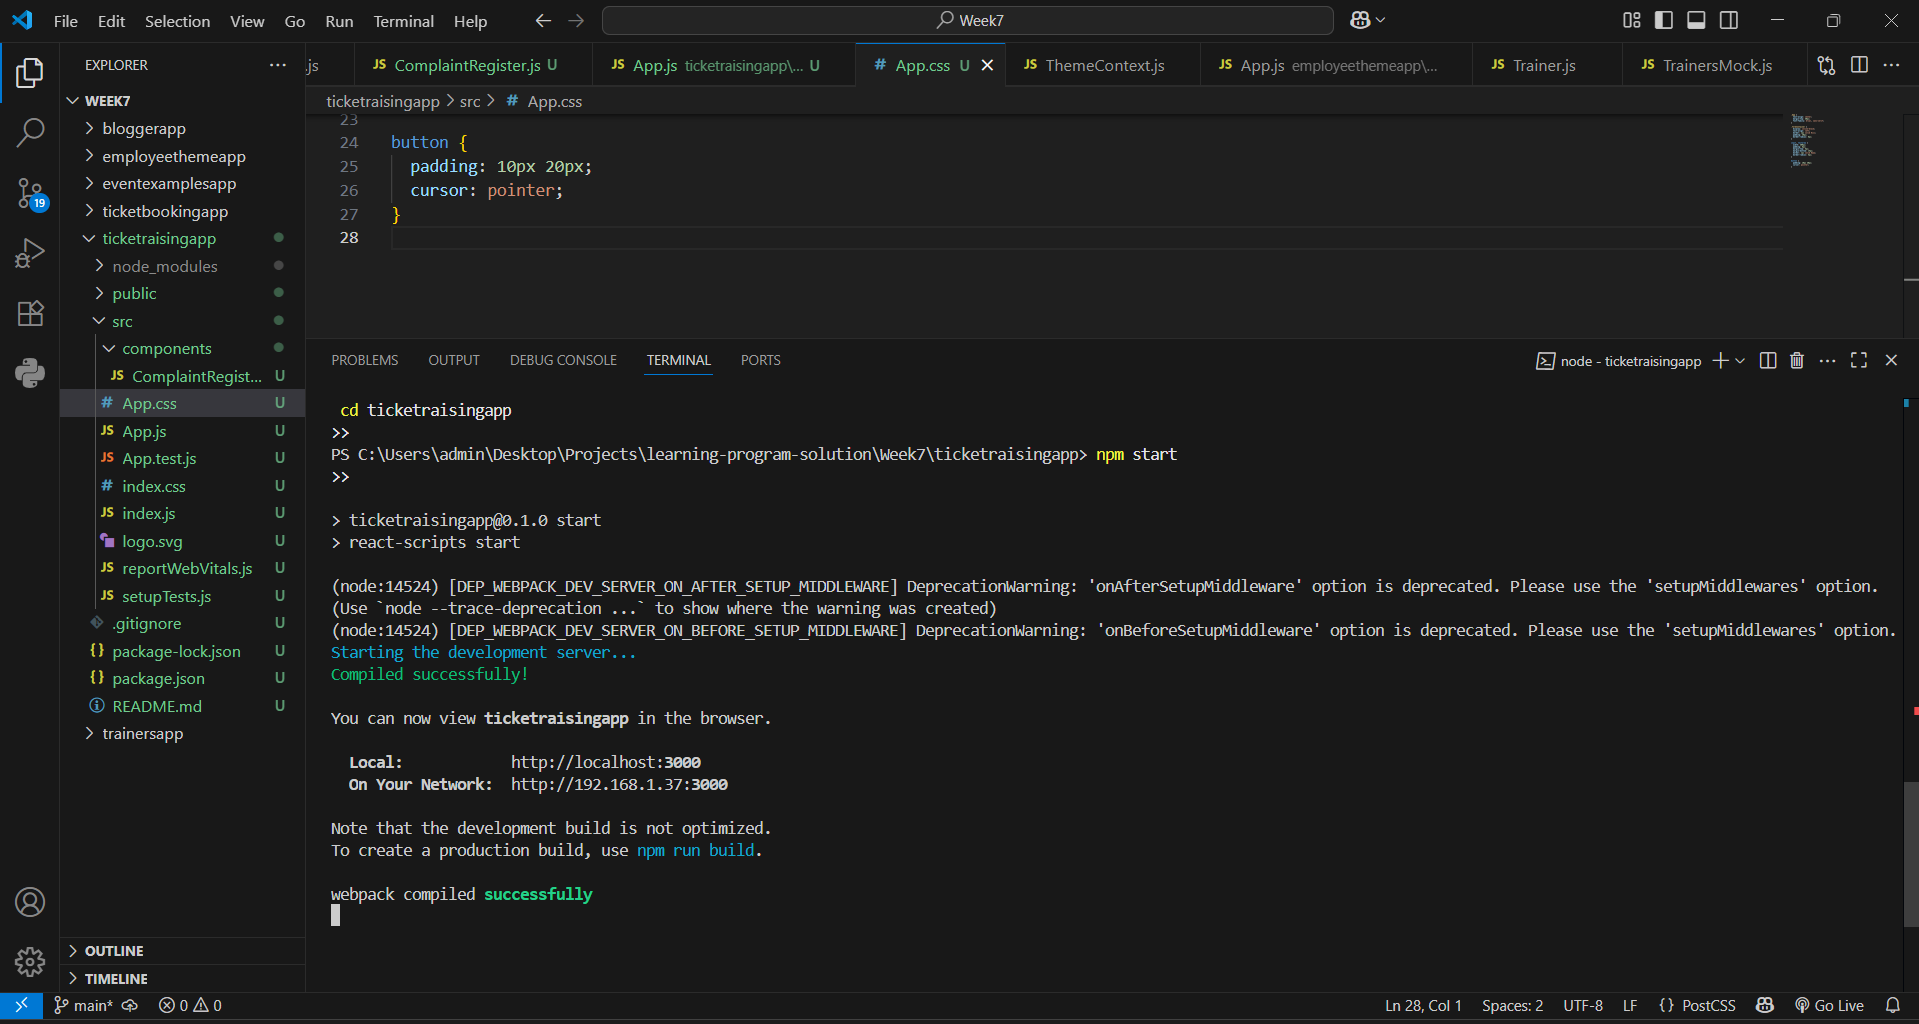 File Edit Selection View Go Run Terminal Help
Week7
EXPLORER
.js
JS ComplaintRegister.js U
JS App.js ticketraisingapp\... U
# App.css U
JS ThemeContext.js
JS App.js employeethemeapp\...
JS Trainer.js
JS TrainersMock.js
ticketraisingapp > src > # App.css
WEEK7
bloggerapp
employeethemeapp
eventexamplesapp
ticketbookingapp
ticketraisingapp
node_modules
public
src
components
JS ComplaintRegist... U
# App.css U
JS App.js U
JS App.test.js U
# index.css U
JS index.js U
logo.svg U
JS reportWebVitals.js U
JS setupTests.js U
.gitignore U
{} package-lock.json U
{} package.json U
README.md U
trainersapp
OUTLINE
TIMELINE
19
23
24 button {
25 padding: 10px 20px;
26 cursor: pointer;
27 }
28
PROBLEMS OUTPUT DEBUG CONSOLE TERMINAL PORTS
node - ticketraisingapp
cd ticketraisingapp
>>
PS C:\Users\admin\Desktop\Projects\learning-program-solution\Week7\ticketraisingapp> npm start
>>
> ticketraisingapp@0.1.0 start
> react-scripts start
(node:14524) [DEP_WEBPACK_DEV_SERVER_ON_AFTER_SETUP_MIDDLEWARE] DeprecationWarning: 'onAfterSetupMiddleware' option is deprecated. Please use the 'setupMiddlewares' option.
(Use `node --trace-deprecation ...` to show where the warning was created)
(node:14524) [DEP_WEBPACK_DEV_SERVER_ON_BEFORE_SETUP_MIDDLEWARE] DeprecationWarning: 'onBeforeSetupMiddleware' option is deprecated. Please use the 'setupMiddlewares' option.
Starting the development server...
Compiled successfully!
You can now view ticketraisingapp in the browser.
Local: http://localhost:3000
On Your Network: http://192.168.1.37:3000
Note that the development build is not optimized.
To create a production build, use npm run build.
webpack compiled successfully
main* 0 0
Ln 28, Col 1 Spaces: 2 UTF-8 LF {} PostCSS Go Live